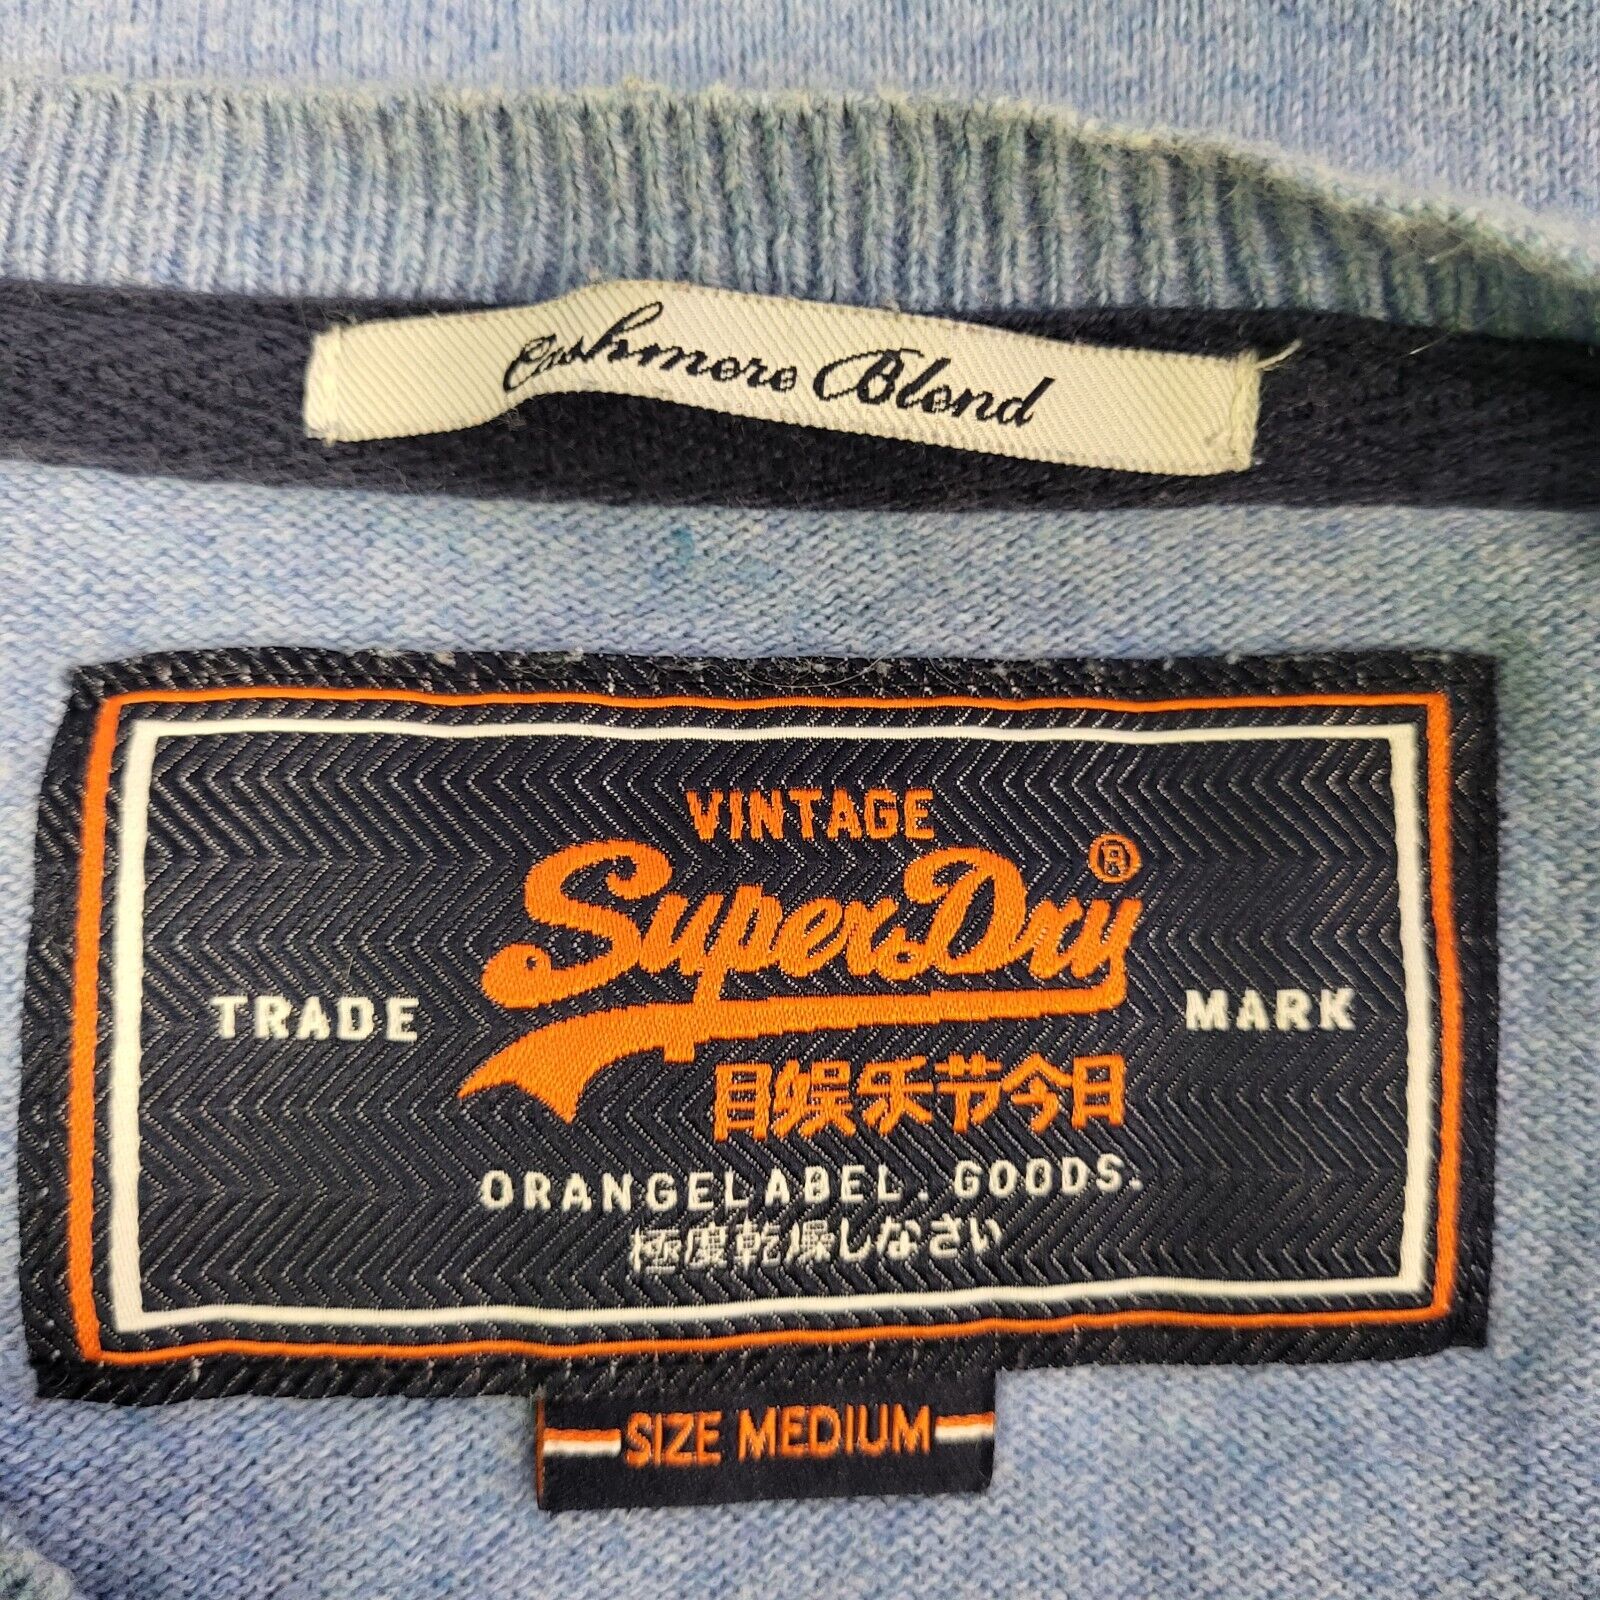 Cashmere Blend
VINTAGE
SuperDry®
TRADE MARK
目娱乐节今日
ORANGELABEL. GOODS.
極度乾燥しなさい
SIZE MEDIUM